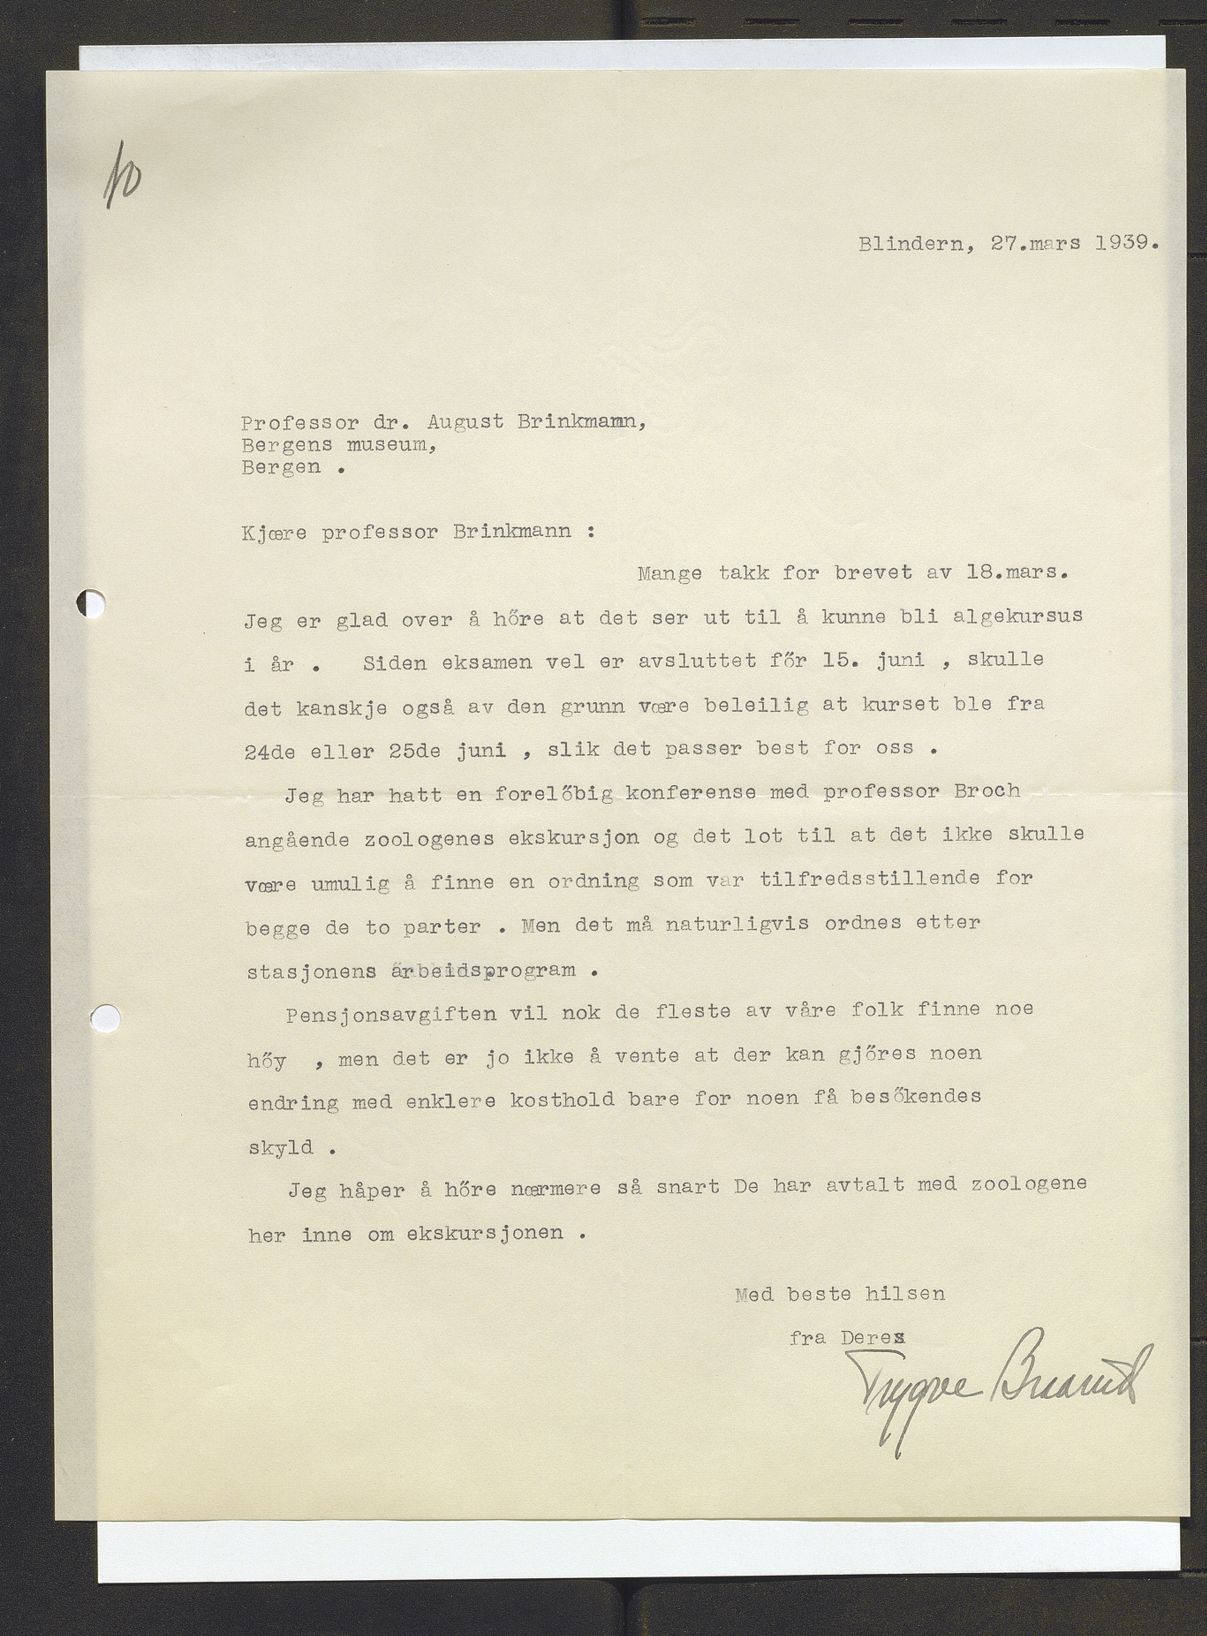 10
Blindern, 27.mars 1939.
Professor dr. August Brinkmann,
Bergens museum,
Bergen .
Kjære professor Brinkmann :
Mange takk for brevet av 18.mars.
Jeg er glad over å höre at det ser ut til å kunne bli algekursus
i år . Siden eksamen vel er avsluttet för 15. juni , skulle
det kanskje også av den grunn være beleilig at kurset ble fra
24de eller 25de juni , slik det passer best for oss .
Jeg har hatt en forelöbig konferense med professor Broch
angående zoologenes ekskursjon og det lot til at det ikke skulle
være umulig å finne en ordning som var tilfredsstillende for
begge de to parter . Men det må naturligvis ordnes etter
stasjonens arbeidsprogram .
Pensjonsavgiften vil nok de fleste av våre folk finne noe
höy , men det er jo ikke å vente at der kan gjöres noen
endring med enklere kosthold bare for noen få besökendes
skyld .
Jeg håper å höre nærmere så snart De har avtalt med zoologene
her inne om ekskursjonen .
Med beste hilsen
fra Deres
Trygve Braarud